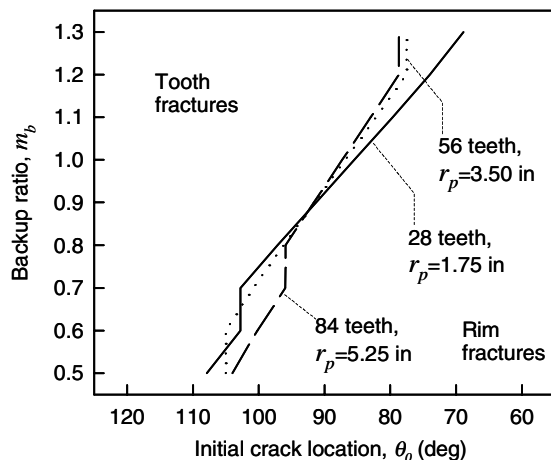 Backup ratio, m_b
1.3
1.2
1.1
1.0
0.9
0.8
0.7
0.6
0.5
Tooth
fractures
56 teeth,
r_p=3.50 in
28 teeth,
r_p=1.75 in
84 teeth,
r_p=5.25 in
Rim
fractures
120 110 100 90 80 70 60
Initial crack location, θ_0 (deg)